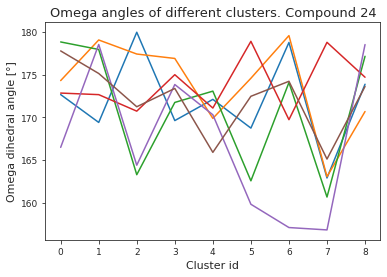 Omega angles of different clusters. Compound 24
Omega dihedral angle [°]
180
175
170
165
160
0 1 2 3 4 5 6 7 8
Cluster id